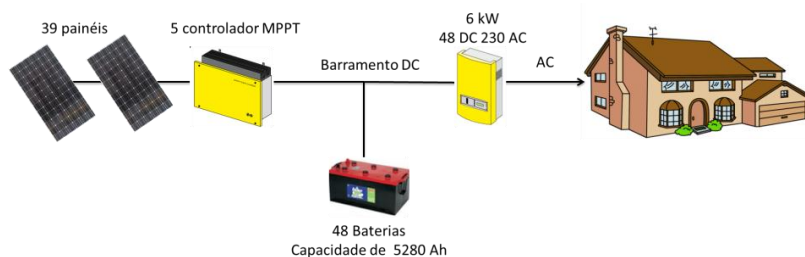 39 painéis
5 controlador MPPT
6 kW
48 DC 230 AC
Barramento DC
AC
48 Baterias
Capacidade de 5280 Ah